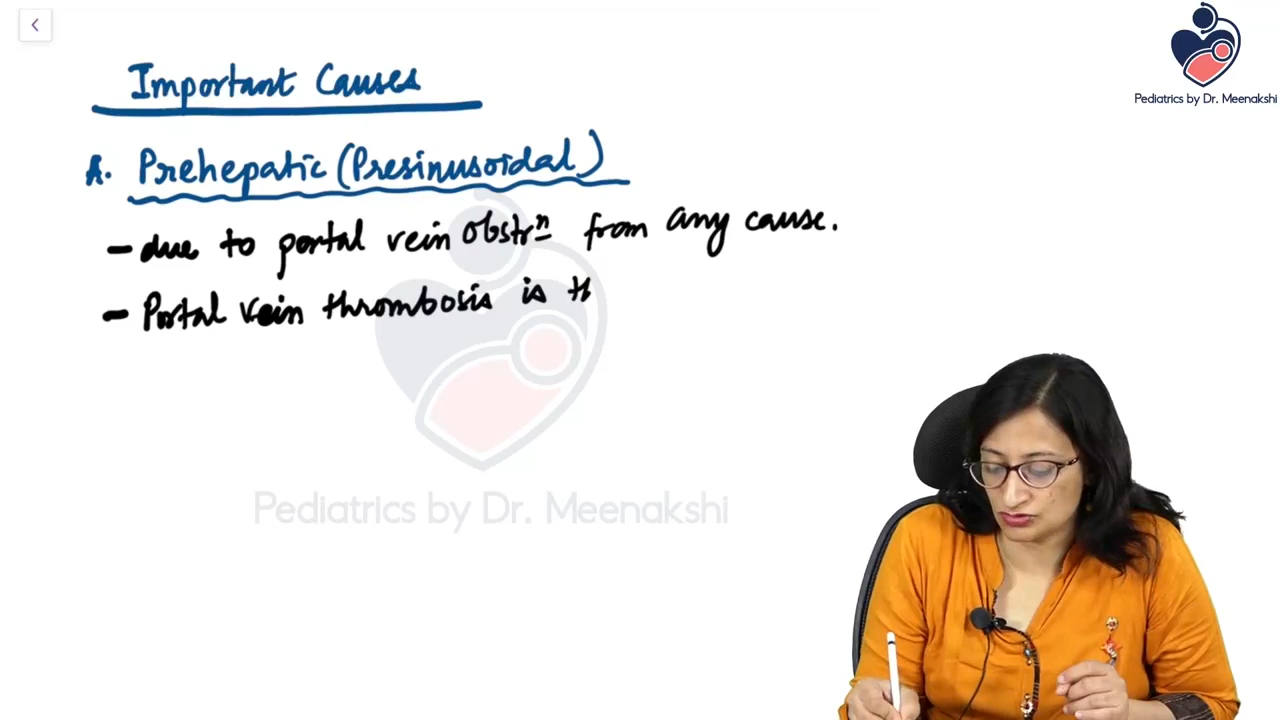 Important Causes
Pediatrics by Dr. Meenakshi
A. Prehepatic (Presinusoidal)
- due to portal vein obstrⁿ from any cause.
- Portal vein thrombosis is th
Pediatrics by Dr. Meenakshi